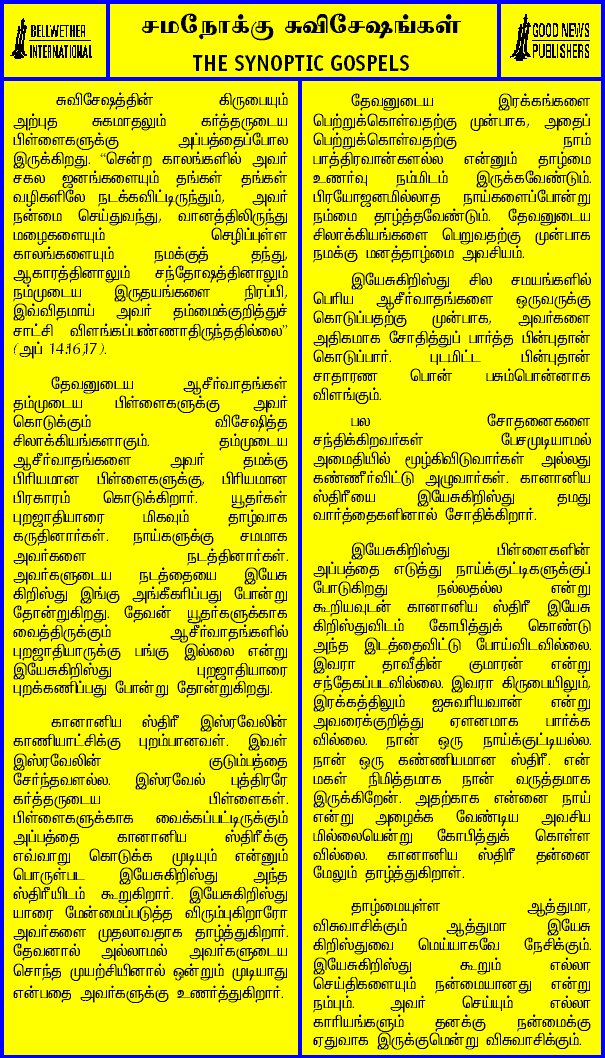 BELLWETHER
INTERNATIONAL
சமநோக்கு சுவிசேஷங்கள்
THE SYNOPTIC GOSPELS
GOOD NEWS
PUBLISHERS
சுவிசேஷத்தின் கிருபையும்
அற்புத சுகமாதலும் கர்த்தருடைய
பிள்ளைகளுக்கு அப்பத்தைப்போல
இருக்கிறது. “சென்ற காலங்களில் அவர்
சகல ஜனங்களையும் தங்கள் தங்கள்
வழிகளிலே நடக்கவிட்டிருந்தும், அவர்
நன்மை செய்துவந்து, வானத்திலிருந்து
மழைகளையும் செழிப்புள்ள
காலங்களையும் நமக்குத் தந்து,
ஆகாரத்தினாலும் சந்தோஷத்தினாலும்
நம்முடைய இருதயங்களை நிரப்பி,
இவ்விதமாய் அவர் தம்மைக்குறித்துச்
சாட்சி விளங்கப்பண்ணாதிருந்ததில்லை”
(அப் 14:16,17).
தேவனுடைய ஆசீர்வாதங்கள்
தம்முடைய பிள்ளைகளுக்கு அவர்
கொடுக்கும் விசேஷித்த
சிலாக்கியங்களாகும். தம்முடைய
ஆசீர்வாதங்களை அவர் தமக்கு
பிரியமான பிள்ளைகளுக்கு, பிரியமான
பிரகாரம் கொடுக்கிறார். யூதர்கள்
புறஜாதியாரை மிகவும் தாழ்வாக
கருதினார்கள். நாய்களுக்கு சமமாக
அவர்களை நடத்தினார்கள்.
அவர்களுடைய நடத்தையை இயேசு
கிறிஸ்து இங்கு அங்கீகரிப்பது போன்று
தோன்றுகிறது. தேவன் யூதர்களுக்காக
வைத்திருக்கும் ஆசீர்வாதங்களில்
புறஜாதியாருக்கு பங்கு இல்லை என்று
இயேசுகிறிஸ்து புறஜாதியாரை
புறக்கணிப்பது போன்று தோன்றுகிறது.
கானானிய ஸ்திரீ இஸ்ரவேலின்
காணியாட்சிக்கு புறம்பானவள். இவள்
இஸ்ரவேலின் குடும்பத்தை
சேர்ந்தவளல்ல. இஸ்ரவேல் புத்திரரே
கர்த்தருடைய பிள்ளைகள்.
பிள்ளைகளுக்காக வைக்கப்பட்டிருக்கும்
அப்பத்தை கானானிய ஸ்திரீக்கு
எவ்வாறு கொடுக்க முடியும் என்னும்
பொருள்பட இயேசுகிறிஸ்து அந்த
ஸ்திரீயிடம் கூறுகிறார். இயேசுகிறிஸ்து
யாரை மேன்மைப்படுத்த விரும்புகிறாரோ
அவர்களை முதலாவதாக தாழ்த்துகிறார்.
தேவனால் அல்லாமல் அவர்களுடைய
சொந்த முயற்சியினால் ஒன்றும் முடியாது
என்பதை அவர்களுக்கு உணர்த்துகிறார்.
தேவனுடைய இரக்கங்களை
பெற்றுக்கொள்வதற்கு முன்பாக, அதைப்
பெற்றுக்கொள்வதற்கு நாம்
பாத்திரவான்களல்ல என்னும் தாழ்மை
உணர்வு நம்மிடம் இருக்கவேண்டும்.
பிரயோஜனமில்லாத நாய்களைப்போன்று
நம்மை தாழ்த்தவேண்டும். தேவனுடைய
சிலாக்கியங்களை பெறுவதற்கு முன்பாக
நமக்கு மனத்தாழ்மை அவசியம்.
இயேசுகிறிஸ்து சில சமயங்களில்
பெரிய ஆசீர்வாதங்களை ஒருவருக்கு
கொடுப்பதற்கு முன்பாக, அவர்களை
அதிகமாக சோதித்துப் பார்த்த பின்புதான்
கொடுப்பார். புடமிட்ட பின்புதான்
சாதாரண பொன் பசும்பொன்னாக
விளங்கும்.
பல சோதனைகளை
சந்திக்கிறவர்கள் பேசமுடியாமல்
அமைதியில் மூழ்கிவிடுவார்கள் அல்லது
கண்ணீர்விட்டு அழுவார்கள். கானானிய
ஸ்திரீயை இயேசுகிறிஸ்து தமது
வார்த்தைகளினால் சோதிக்கிறார்.
இயேசுகிறிஸ்து பிள்ளைகளின்
அப்பத்தை எடுத்து நாய்க்குட்டிகளுக்குப்
போடுகிறது நல்லதல்ல என்று
கூறியவுடன் கானானிய ஸ்திரீ இயேசு
கிறிஸ்துவிடம் கோபித்துக் கொண்டு
அந்த இடத்தைவிட்டு போய்விடவில்லை.
இவரா தாவீதின் குமாரன் என்று
சந்தேகப்படவில்லை. இவரா கிருபையிலும்,
இரக்கத்திலும் ஐசுவரியவான் என்று
அவரைக்குறித்து ஏளனமாக பார்க்க
வில்லை. நான் ஒரு நாய்க்குட்டியல்ல.
நான் ஒரு கண்ணியமான ஸ்திரீ. என்
மகள் நிமித்தமாக நான் வருத்தமாக
இருக்கிறேன். அதற்காக என்னை நாய்
என்று அழைக்க வேண்டிய அவசிய
மில்லையென்று கோபித்துக் கொள்ள
வில்லை. கானானிய ஸ்திரீ தன்னை
மேலும் தாழ்த்துகிறாள்.
தாழ்மையுள்ள ஆத்துமா,
விசுவாசிக்கும் ஆத்துமா இயேசு
கிறிஸ்துவை மெய்யாகவே நேசிக்கும்.
இயேசுகிறிஸ்து கூறும் எல்லா
செய்திகளையும் நன்மையானது என்று
நம்பும். அவர் செய்யும் எல்லா
காரியங்களும் தனக்கு நன்மைக்கு
ஏதுவாக இருக்குமென்று விசுவாசிக்கும்.